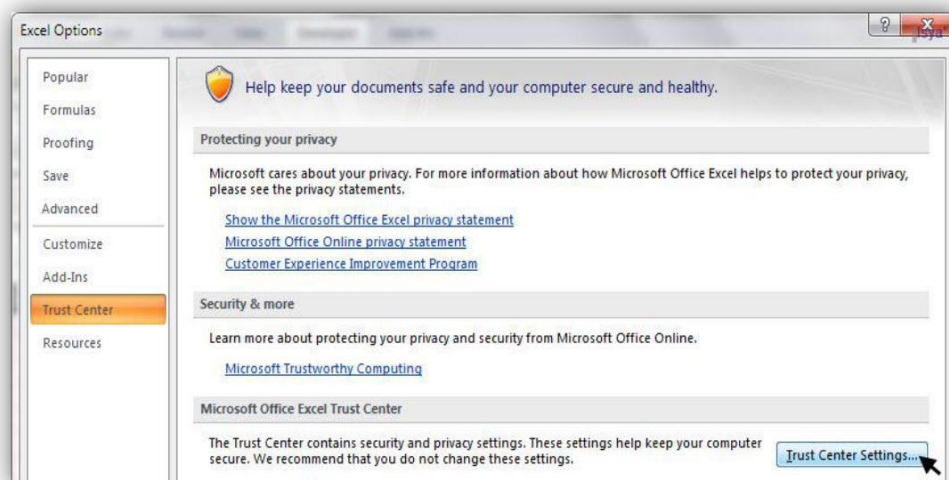 Excel Options
Popular
Formulas
Proofing
Save
Advanced
Customize
Add-Ins
Trust Center
Resources
Help keep your documents safe and your computer secure and healthy.
Protecting your privacy
Microsoft cares about your privacy. For more information about how Microsoft Office Excel helps to protect your privacy,
please see the privacy statements.
Show the Microsoft Office Excel privacy statement
Microsoft Office Online privacy statement
Customer Experience Improvement Program
Security & more
Learn more about protecting your privacy and security from Microsoft Office Online.
Microsoft Trustworthy Computing
Microsoft Office Excel Trust Center
The Trust Center contains security and privacy settings. These settings help keep your computer
secure. We recommend that you do not change these settings.
Trust Center Settings...